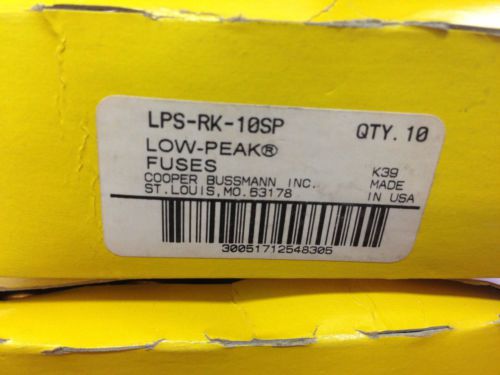 LPS-RK-10SP QTY. 10
LOW-PEAK®
FUSES
COOPER BUSSMANN INC. K39
ST. LOUIS, MO. 63178 MADE
IN USA
30051712548305